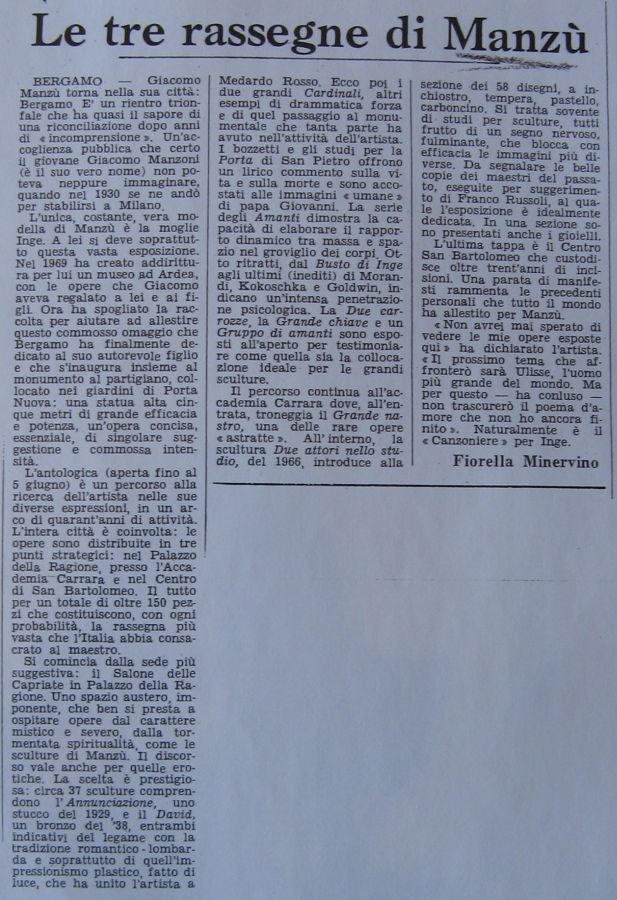 Le tre rassegne di Manzù
BERGAMO — Giacomo
Manzù torna nella sua città:
Bergamo E' un rientro trion-
fale che ha quasi il sapore di
una riconciliazione dopo anni
di « incomprensione ». Un'ac-
coglienza pubblica che certo
il giovane Giacomo Manzoni
(è il suo vero nome) non po-
teva neppure immaginare,
quando nel 1930 se ne andò
per stabilirsi a Milano.
L'unica, costante, vera mo-
della di Manzù è la moglie
Inge. A lei si deve soprattut-
to questa vasta esposizione.
Nel 1969 ha creato addirittu-
ra per lui un museo ad Ardea,
con le opere che Giacomo
aveva regalato a lei e ai fi-
gli. Ora ha spogliato la rac-
colta per aiutare ad allestire
questo commosso omaggio che
Bergamo ha finalmente de-
dicato al suo autorevole figlio
e che s'inaugura insieme al
monumento al partigiano, col-
locato nei giardini di Porta
Nuova: una statua alta cin-
que metri di grande efficacia
e potenza, un'opera concisa,
essenziale, di singolare sug-
gestione e commossa inten-
sità.
L'antologica (aperta fino al
5 giugno) è un percorso alla
ricerca dell'artista nelle sue
diverse espressioni, in un ar-
co di quarant'anni di attività.
L'intera città è coinvolta: le
opere sono distribuite in tre
punti strategici: nel Palazzo
della Ragione, presso l'Acca-
demia Carrara e nel Centro
di San Bartolomeo. Il tutto
per un totale di oltre 150 pez-
zi che costituiscono, con ogni
probabilità, la rassegna più
vasta che l'Italia abbia consa-
crato al maestro.
Si comincia dalla sede più
suggestiva: il Salone delle
Capriate in Palazzo della Ra-
gione. Uno spazio austero, im-
ponente, che ben si presta a
ospitare opere dal carattere
mistico e severo, dalla tor-
mentata spiritualità, come le
sculture di Manzù. Il discor-
so vale anche per quelle ero-
tiche. La scelta è prestigio-
sa: circa 37 sculture compren-
dono l'Annunciazione, uno
stucco del 1929, e il David,
un bronzo del '38, entrambi
indicativi del legame con la
tradizione romantico-lombar-
da e soprattutto di quell'im-
pressionismo plastico, fatto di
luce, che ha unito l'artista a
Medardo Rosso. Ecco poi i
due grandi Cardinali, altri
esempi di drammatica forza
e di quel passaggio al monu-
mentale che tanta parte ha
avuto nell'attività dell'artista.
I bozzetti e gli studi per la
Porta di San Pietro offrono
un lirico commento sulla vi-
ta e sulla morte e sono acco-
stati alle immagini « umane »
di papa Giovanni. La serie
degli Amanti dimostra la ca-
pacità di elaborare il rappor-
to dinamico tra massa e spa-
zio nel groviglio dei corpi. Ot-
to ritratti, dal Busto di Inge
agli ultimi (inediti) di Moran-
di, Kokoschka e Goldwin, in-
dicano un'intensa penetrazio-
ne psicologica. La Due car-
rozze, la Grande chiave e un
Gruppo di amanti sono espo-
sti all'aperto per testimonia-
re come quella sia la colloca-
zione ideale per le grandi
sculture.
Il percorso continua all'ac-
cademia Carrara dove, all'en-
trata, troneggia il Grande na-
stro, una delle rare opere
« astratte ». All'interno, la
scultura Due attori nello stu-
dio, del 1966, introduce alla
sezione dei 58 disegni, a in-
chiostro, tempera, pastello,
carboncino. Si tratta sovente
di studi per sculture, tutti
frutto di un segno nervoso,
fulminante, che blocca con
efficacia le immagini più di-
verse. Da segnalare le belle
copie dei maestri del passa-
to, eseguite per suggerimen-
to di Franco Russoli, al qua-
le l'esposizione è idealmente
dedicata. In una sezione so-
no presentati anche i gioielli.
L'ultima tappa è il Centro
San Bartolomeo che custodi-
sce oltre trent'anni di inci-
sioni. Una parata di manife-
sti rammenta le precedenti
personali che tutto il mondo
ha allestito per Manzù.
« Non avrei mai sperato di
vedere le mie opere esposte
qui » ha dichiarato l'artista.
« Il prossimo tema che af-
fronterò sarà Ulisse, l'uomo
più grande del mondo. Ma
per questo — ha conluso —
non trascurerò il poema d'a-
more che non ho ancora fi-
nito ». Naturalmente è il
« Canzoniere » per Inge.
Fiorella Minervino